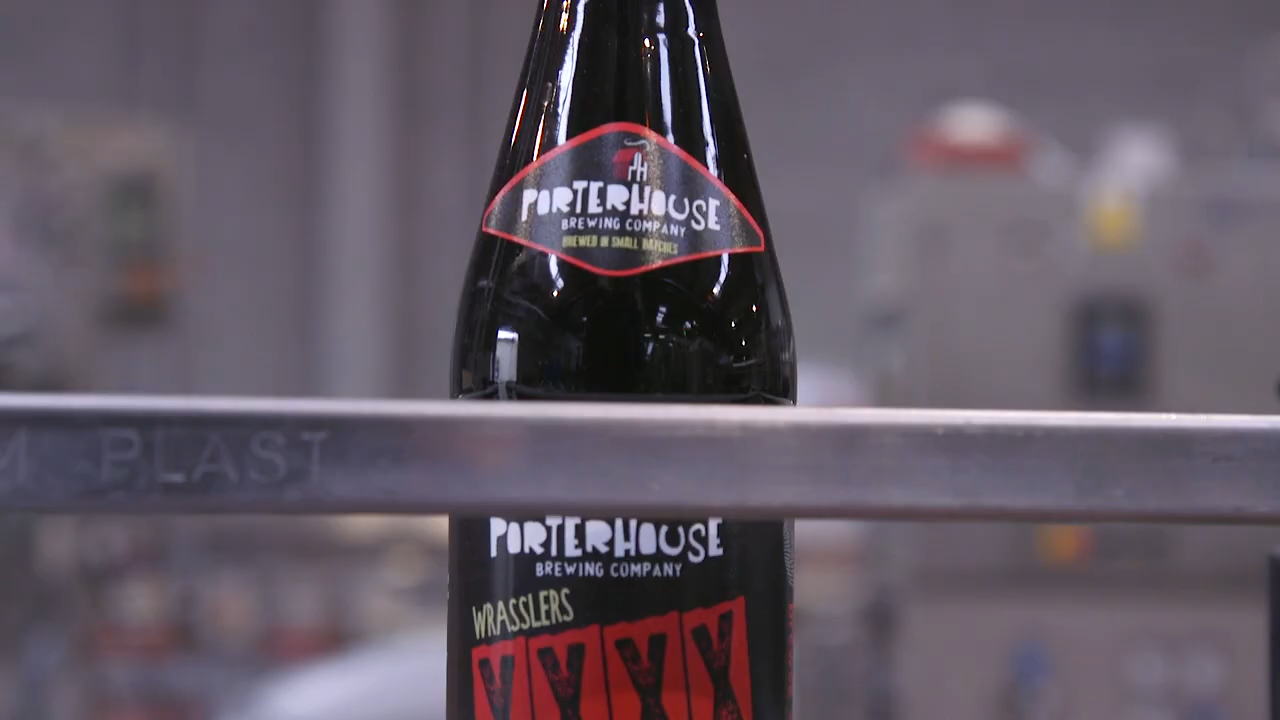 PH
PORTERHOUSE
BREWING COMPANY
BREWED IN SMALL BATCHES
M PLAST
PORTERHOUSE
BREWING COMPANY
WRASSLERS
XXXX